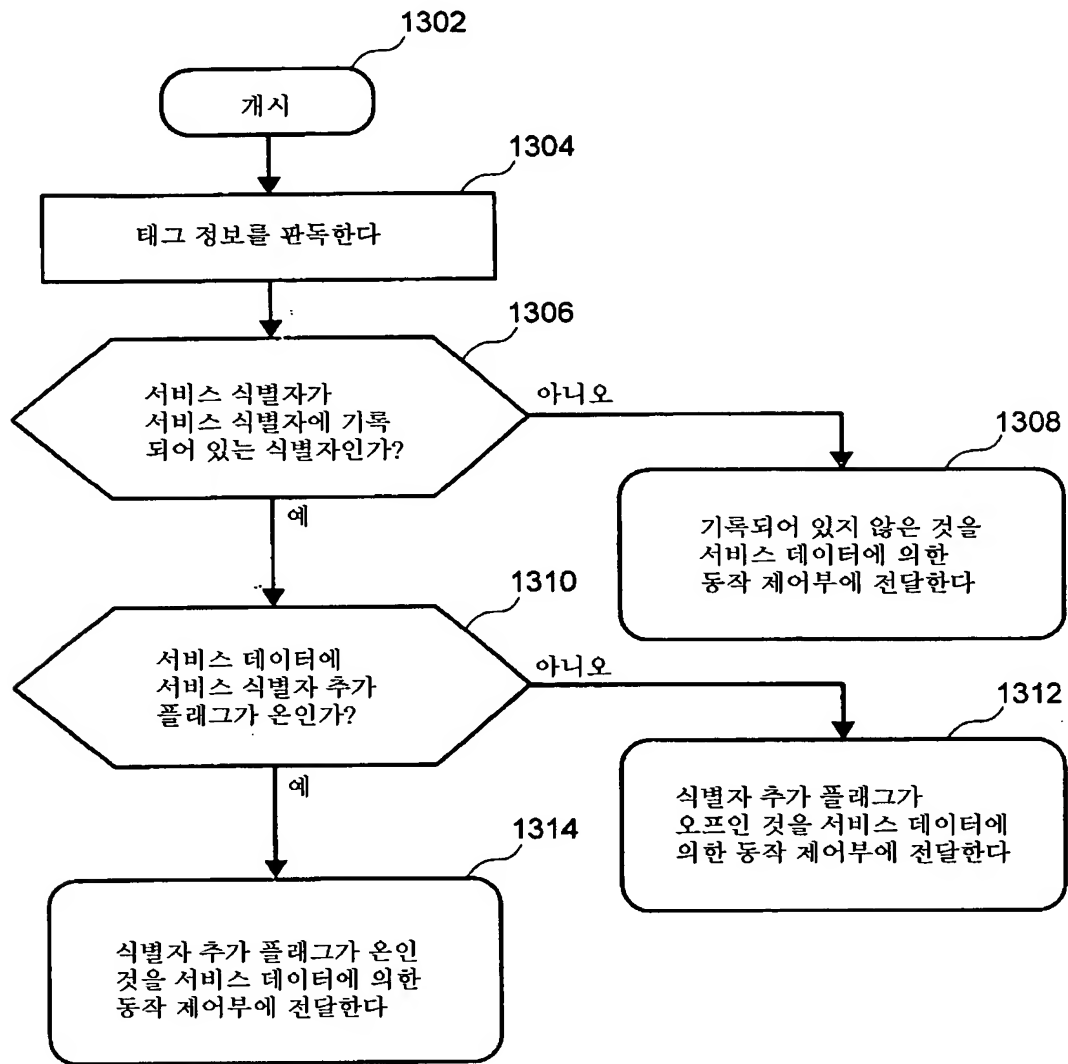 1302
개시
1304
태그 정보를 판독한다
1306
서비스 식별자가
서비스 식별자에 기록
되어 있는 식별자인가?
아니오
1308
기록되어 있지 않은 것을
서비스 데이터에 의한
동작 제어부에 전달한다
예
1310
서비스 데이터에
서비스 식별자 추가
플래그가 온인가?
아니오
1312
식별자 추가 플래그가
오프인 것을 서비스 데이터에
의한 동작 제어부에 전달한다
예
1314
식별자 추가 플래그가 온인
것을 서비스 데이터에 의한
동작 제어부에 전달한다